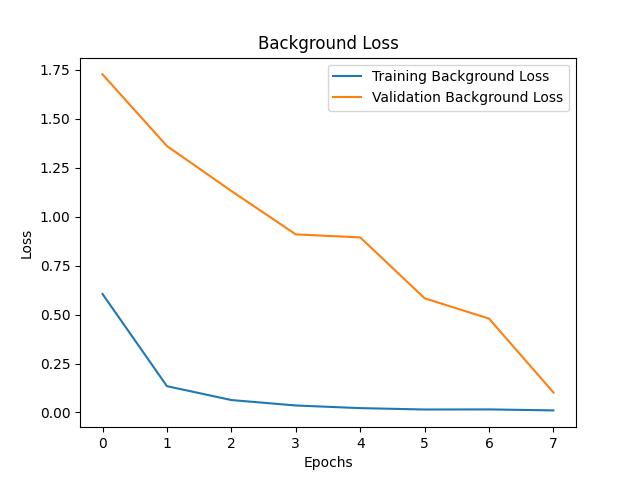 Background Loss
Training Background Loss
Validation Background Loss
1.75
1.50
1.25
1.00
0.75
0.50
0.25
0.00
Loss
0 1 2 3 4 5 6 7
Epochs